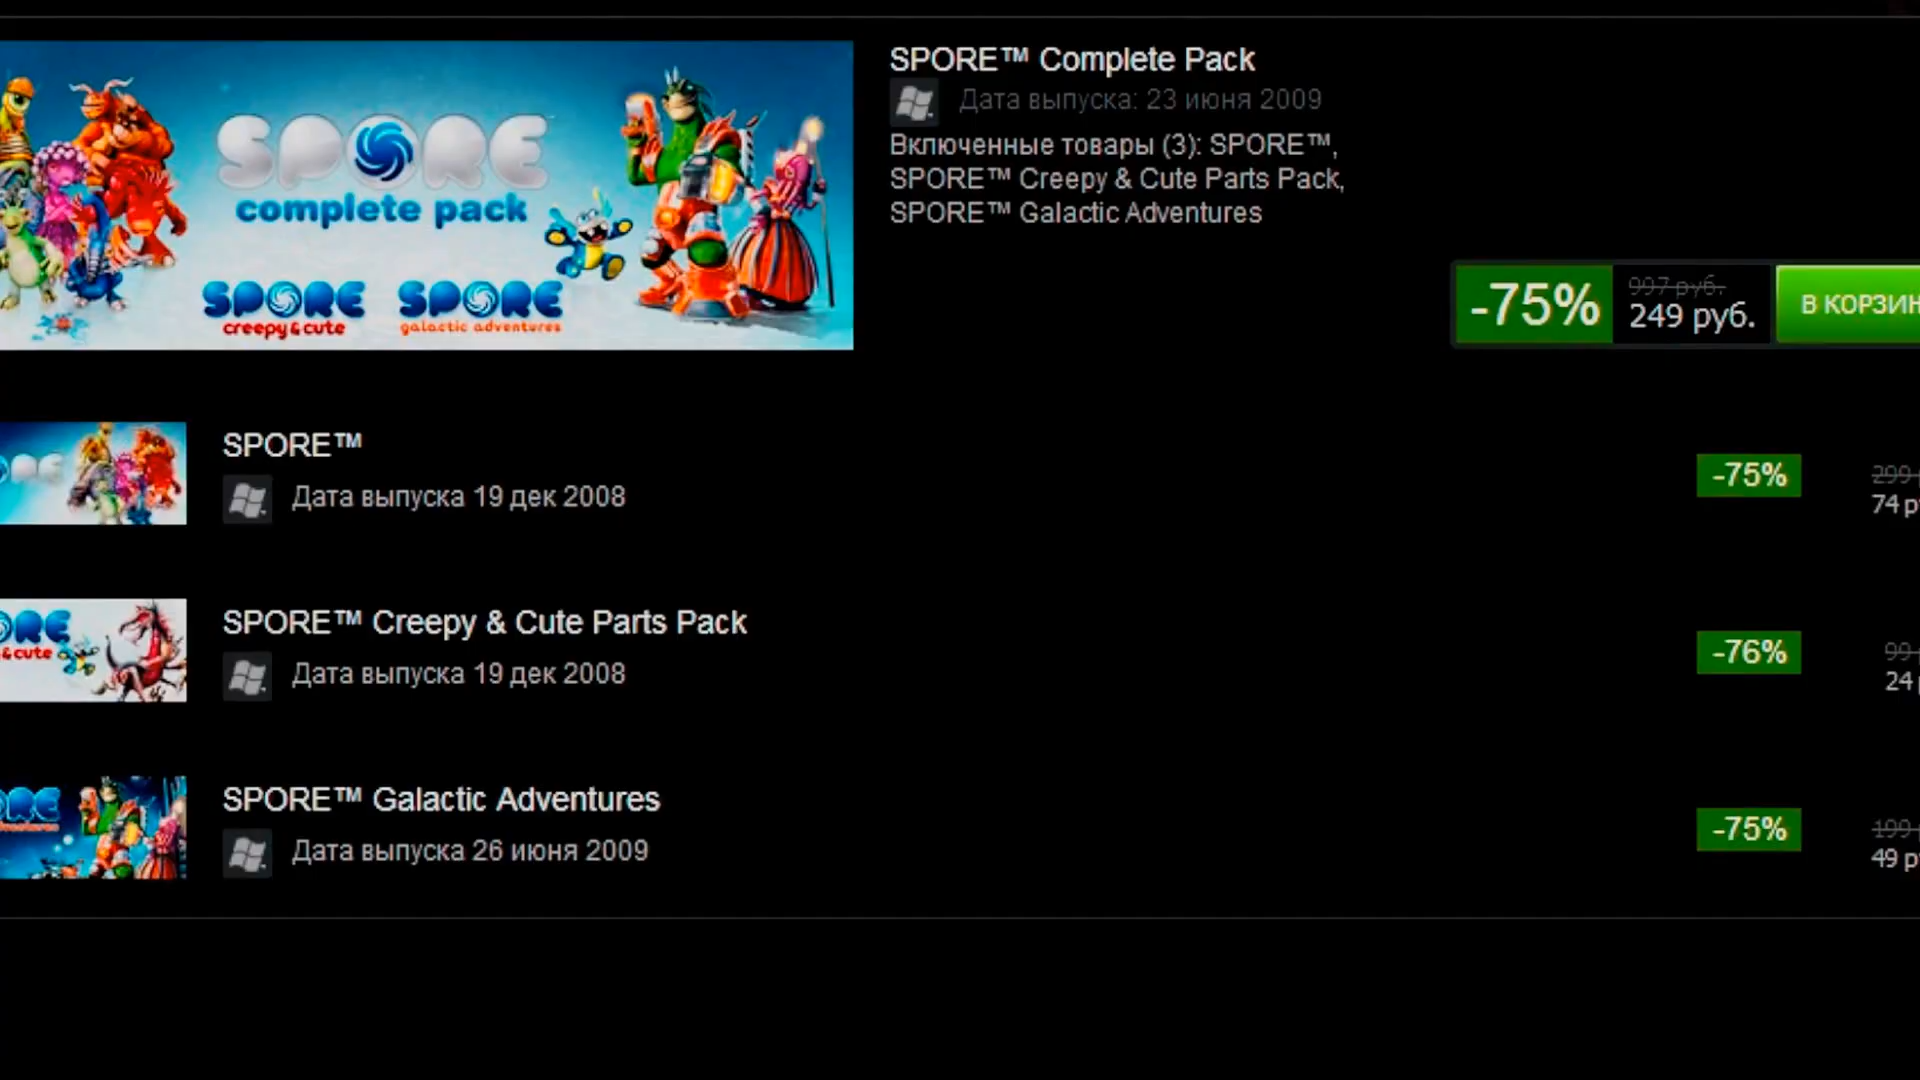 SPORE™ Complete Pack
Дата выпуска: 23 июня 2009
Включенные товары (3): SPORE™,
SPORE™ Creepy & Cute Parts Pack,
SPORE™ Galactic Adventures
SPORE
complete pack
SPORE SPORE
creepy & cute galactic adventures
-75% 997 руб.
249 руб.
В КОРЗИН
SPORE™
Дата выпуска 19 дек 2008
-75% 299
74 р
SPORE™ Creepy & Cute Parts Pack
ORE
& cute
Дата выпуска 19 дек 2008
-76% 99
24
SPORE™ Galactic Adventures
ORE
Дата выпуска 26 июня 2009
-75% 199
49 р